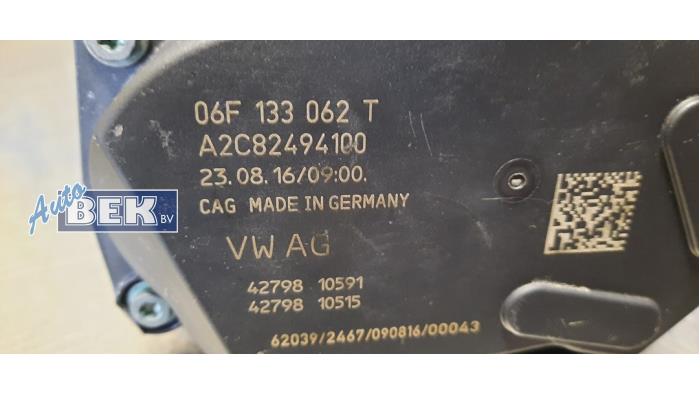 06F 133 062 T
A2C82494100
23.08.16/09:00.
CAG MADE IN GERMANY
VW AG
42798 10591
42798 10515
62039/2467/090816/00043
Auto
BEK BV